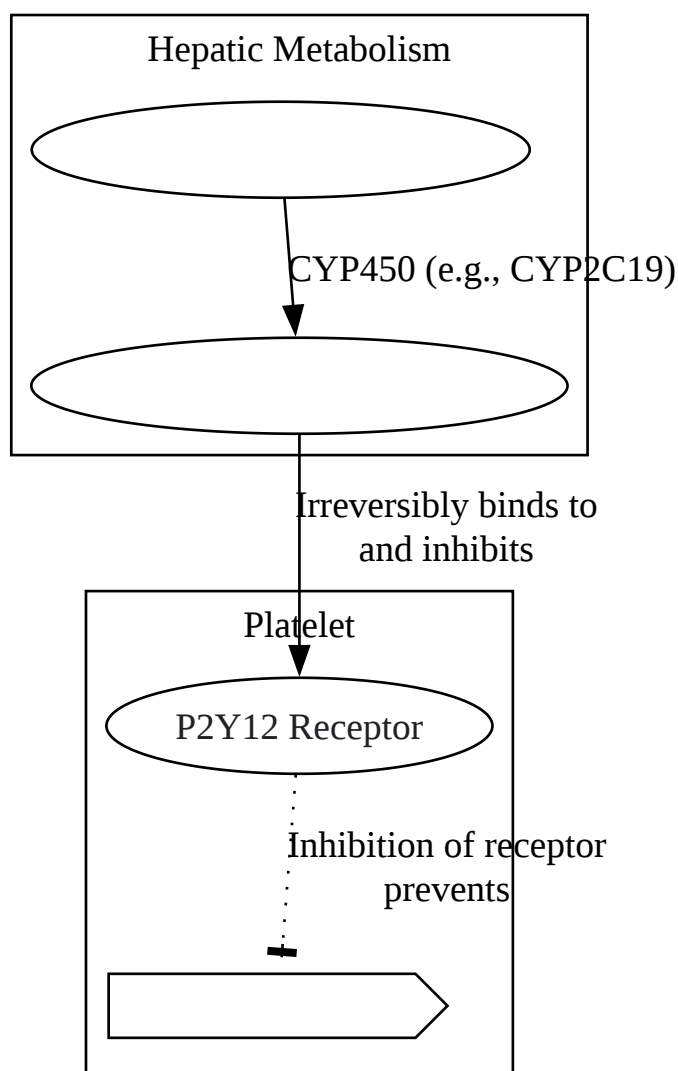 Hepatic Metabolism
CYP450 (e.g., CYP2C19)
Irreversibly binds to
and inhibits
Platelet
P2Y12 Receptor
Inhibition of receptor
prevents